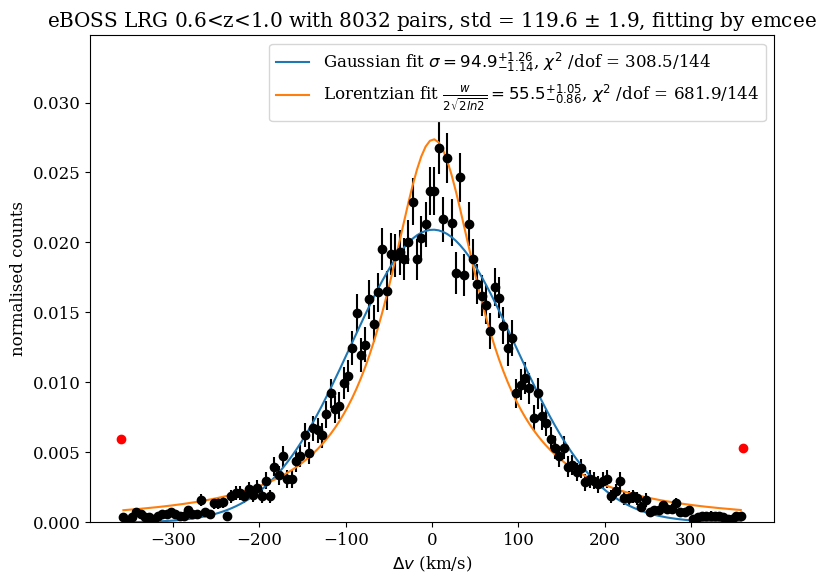 eBOSS LRG 0.6<z<1.0 with 8032 pairs, std = 119.6 ± 1.9, fitting by emcee
Gaussian fit σ = 94.9^{+1.26}_{−1.14}, χ² /dof = 308.5/144
Lorentzian fit \frac{w}{2\sqrt{2ln2}} = 55.5^{+1.05}_{−0.86}, χ² /dof = 681.9/144
normalised counts
0.030
0.025
0.020
0.015
0.010
0.005
0.000
−300 −200 −100 0 100 200 300
Δv (km/s)